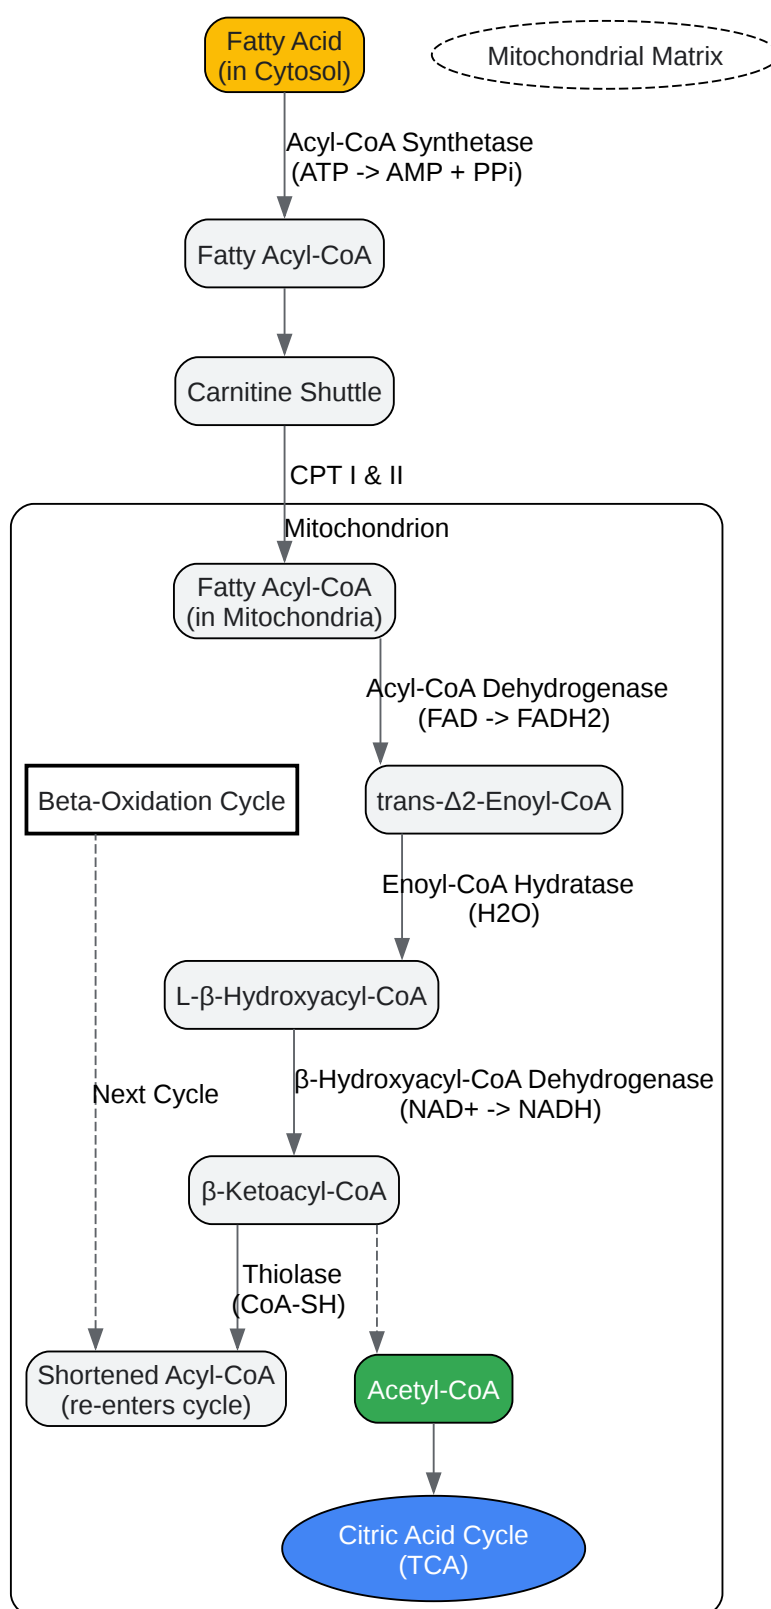 Fatty Acid
(in Cytosol)
Mitochondrial Matrix
Acyl-CoA Synthetase
(ATP -> AMP + PPi)
Fatty Acyl-CoA
Carnitine Shuttle
CPT I & II
Mitochondrion
Fatty Acyl-CoA
(in Mitochondria)
Acyl-CoA Dehydrogenase
(FAD -> FADH2)
Beta-Oxidation Cycle
trans-Δ2-Enoyl-CoA
Enoyl-CoA Hydratase
(H2O)
L-β-Hydroxyacyl-CoA
Next Cycle
β-Hydroxyacyl-CoA Dehydrogenase
(NAD+ -> NADH)
β-Ketoacyl-CoA
Thiolase
(CoA-SH)
Shortened Acyl-CoA
(re-enters cycle)
Acetyl-CoA
Citric Acid Cycle
(TCA)